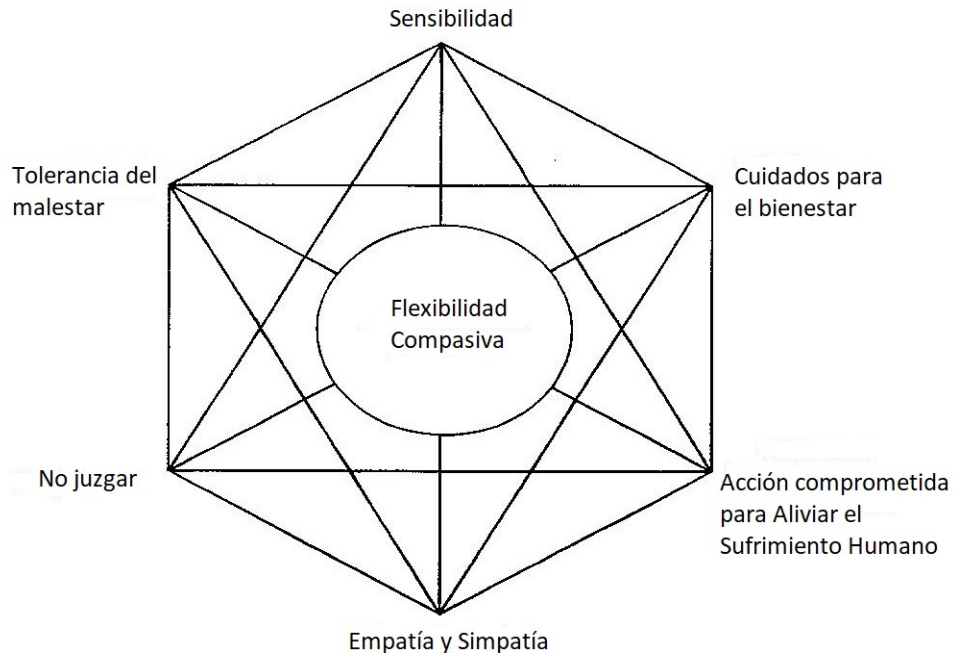 Sensibilidad
Tolerancia del
malestar
Cuidados para
el bienestar
Flexibilidad
Compasiva
No juzgar
Acción comprometida
para Aliviar el
Sufrimiento Humano
Empatía y Simpatía